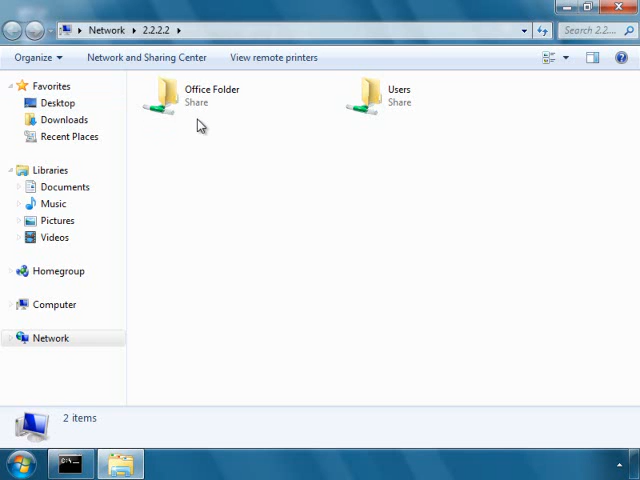 Network 2.2.2.2
Search 2.2...
Organize Network and Sharing Center View remote printers
Favorites
Desktop
Downloads
Recent Places
Libraries
Documents
Music
Pictures
Videos
Homegroup
Computer
Network
Office Folder
Share
Users
Share
2 items
C:\.